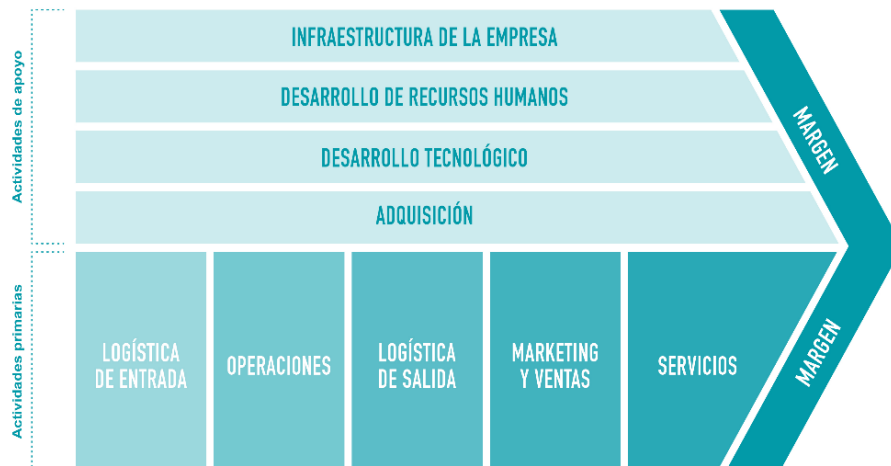 Actividades de apoyo
INFRAESTRUCTURA DE LA EMPRESA
DESARROLLO DE RECURSOS HUMANOS
DESARROLLO TECNOLÓGICO
ADQUISICIÓN
MARGEN
Actividades primarias
LOGÍSTICA
DE ENTRADA
OPERACIONES
LOGÍSTICA
DE SALIDA
MARKETING
Y VENTAS
SERVICIOS
MARGEN